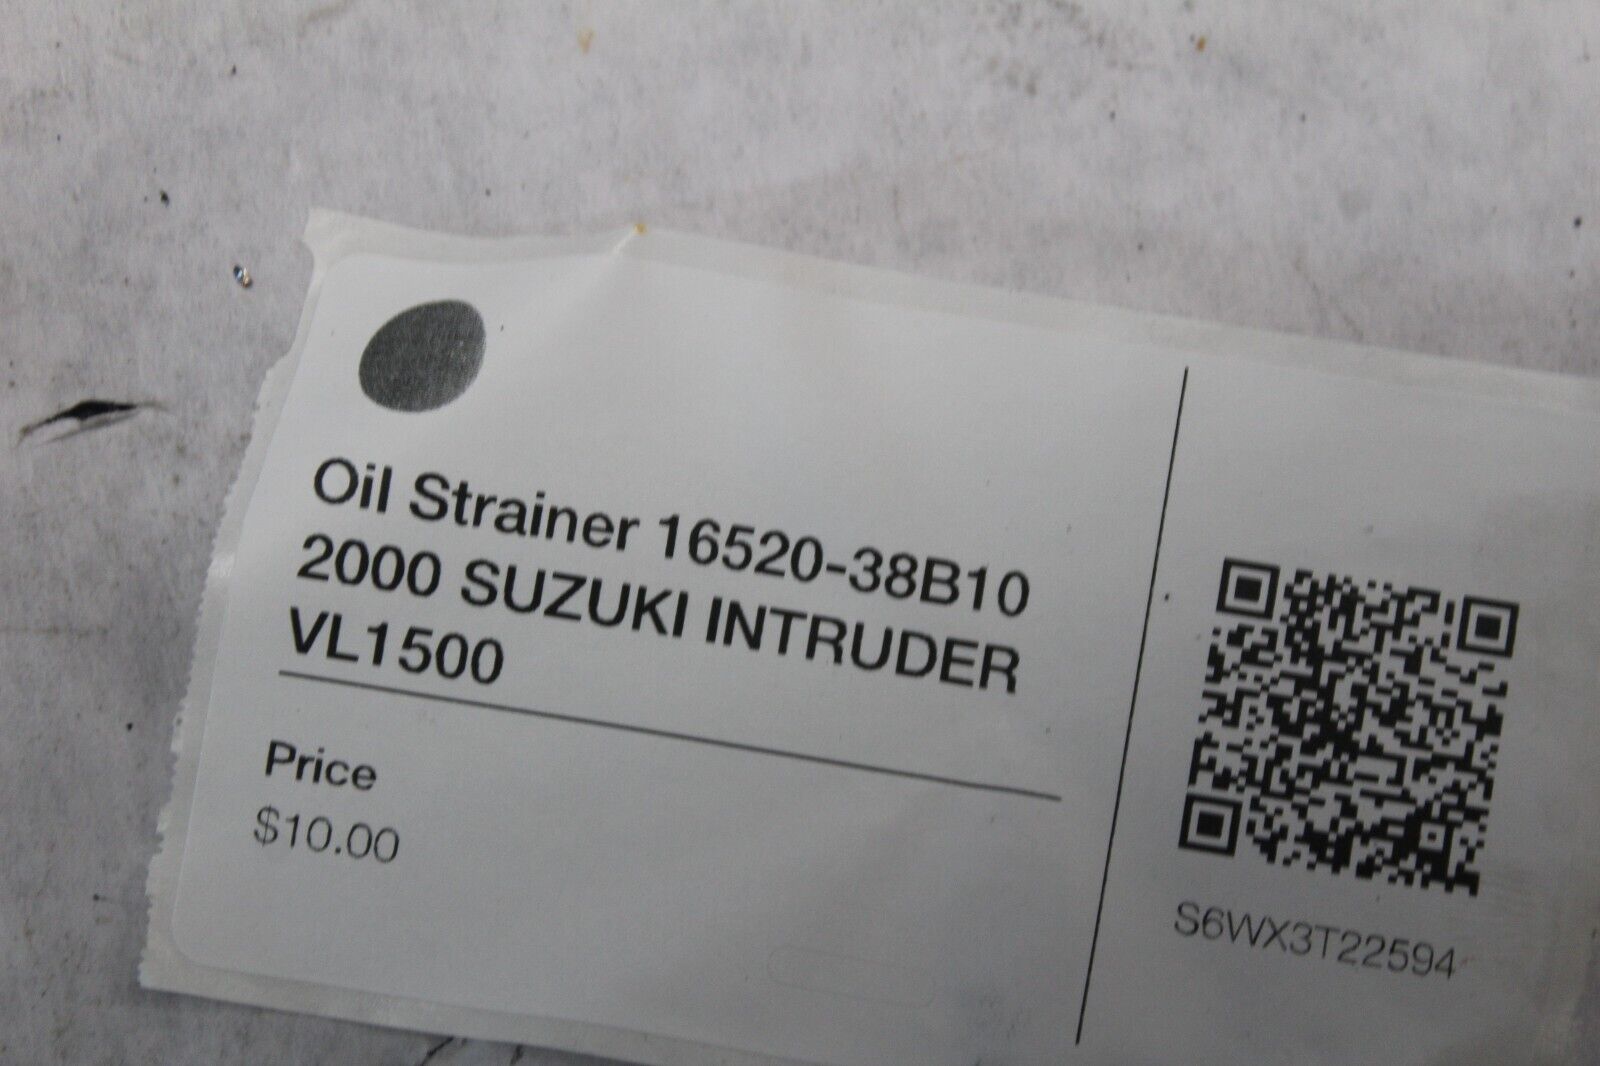 Oil Strainer 16520-38B10
2000 SUZUKI INTRUDER
VL1500
Price
$10.00
S6WX3T22594